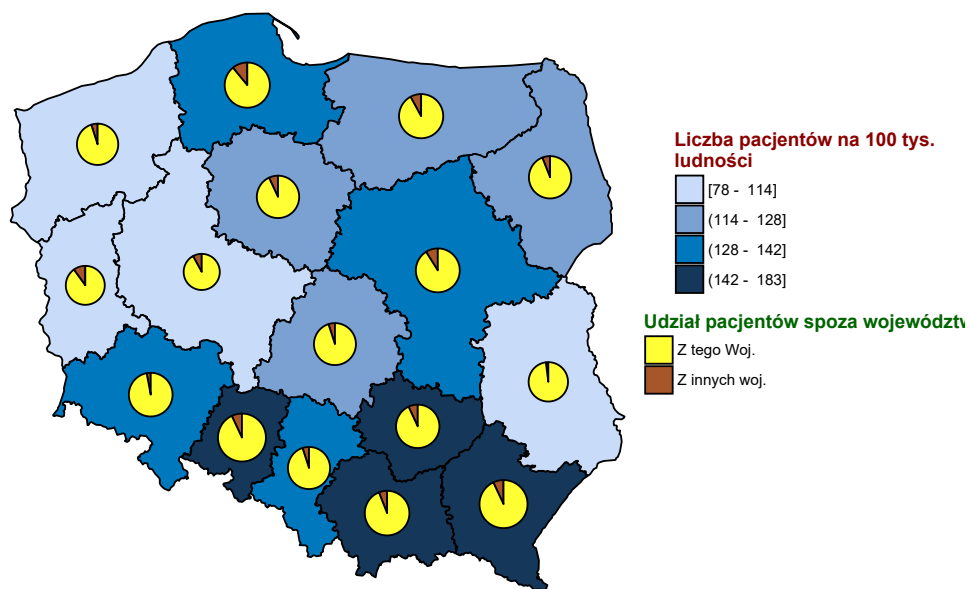 Liczba pacjentów na 100 tys.
ludności
[78 - 114]
(114 - 128]
(128 - 142]
(142 - 183]
Udział pacjentów spoza województw
Z tego Woj.
Z innych woj.